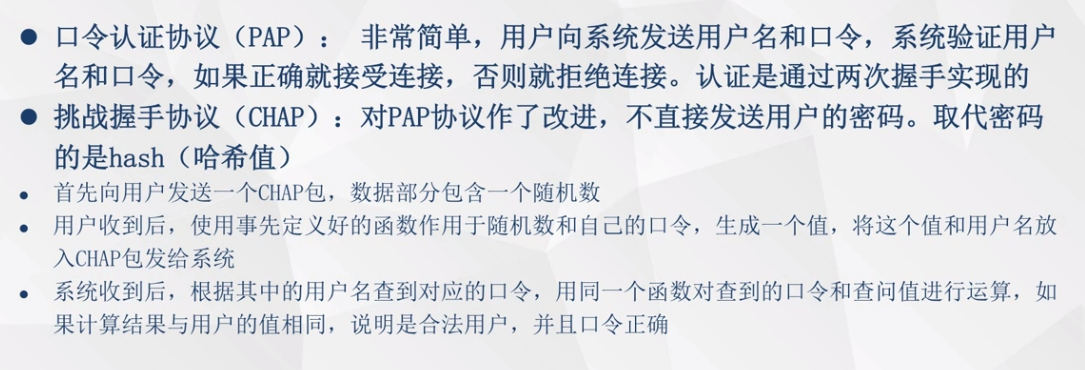 ● 口令认证协议（PAP）： 非常简单，用户向系统发送用户名和口令，系统验证用户
名和口令，如果正确就接受连接，否则就拒绝连接。认证是通过两次握手实现的
● 挑战握手协议（CHAP）：对PAP协议作了改进，不直接发送用户的密码。取代密码
的是hash（哈希值）
• 首先向用户发送一个CHAP包，数据部分包含一个随机数
• 用户收到后，使用事先定义好的函数作用于随机数和自己的口令，生成一个值，将这个值和用户名放
入CHAP包发给系统
• 系统收到后，根据其中的用户名查到对应的口令，用同一个函数对查到的口令和查问值进行运算，如
果计算结果与用户的值相同，说明是合法用户，并且口令正确